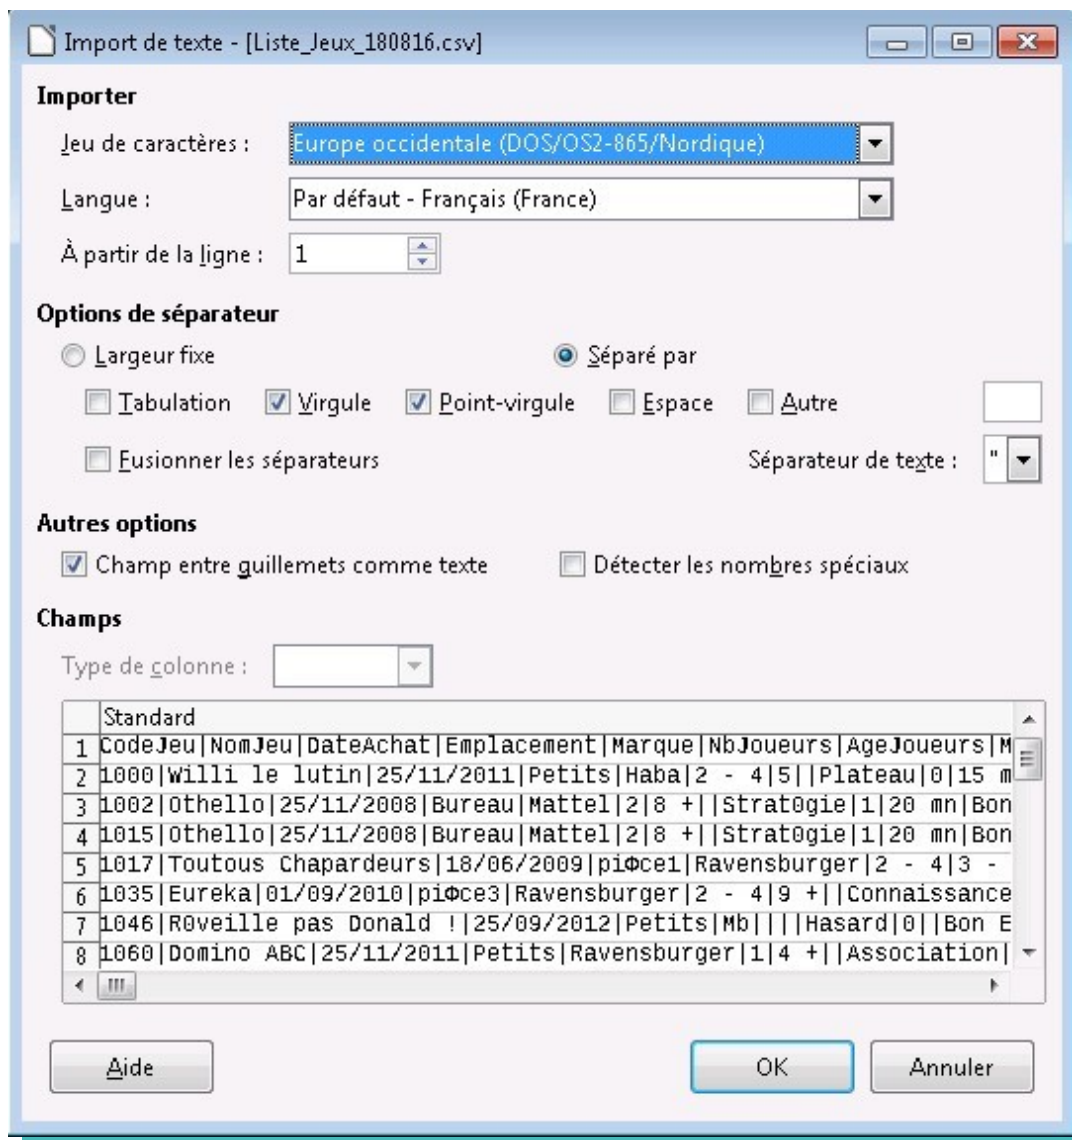 Import de texte - [Liste_Jeux_180816.csv]
Importer
Jeu de caractères :
Europe occidentale (DOS/OS2-865/Nordique)
Langue :
Par défaut - Français (France)
À partir de la ligne :
1
Options de séparateur
Largeur fixe
Séparé par
Tabulation
Virgule
Point-virgule
Espace
Autre
Fusionner les séparateurs
Séparateur de texte :
"
Autres options
Champ entre guillemets comme texte
Détecter les nombres spéciaux
Champs
Type de colonne :
Standard
1 CodeJeu|NomJeu|DateAchat|Emplacement|Marque|NbJoueurs|AgeJoueurs|M
2 1000|Willi le lutin|25/11/2011|Petits|Haba|2 - 4|5||Plateau|0|15 m
3 1002|Othello|25/11/2008|Bureau|Mattel|2|8 +||StratΘgie|1|20 mn|Bon
4 1015|Othello|25/11/2008|Bureau|Mattel|2|8 +||StratΘgie|1|20 mn|Bon
5 1017|Toutous Chapardeurs|18/06/2009|piΦce1|Ravensburger|2 - 4|3 -
6 1035|Eureka|01/09/2010|piΦce3|Ravensburger|2 - 4|9 +||Connaissance
7 1046|RΘveille pas Donald !|25/09/2012|Petits|Mb||||Hasard|0||Bon E
8 1060|Domino ABC|25/11/2011|Petits|Ravensburger|1|4 +||Association|
Aide
OK
Annuler